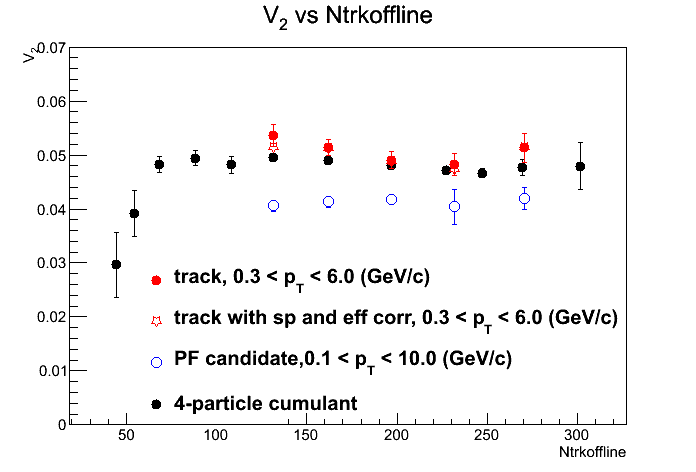 V2 vs Ntrkoffline
V2
0.07
0.06
0.05
0.04
0.03
0.02
0.01
0
track, 0.3 < pT < 6.0 (GeV/c)
track with sp and eff corr, 0.3 < pT < 6.0 (GeV/c)
PF candidate,0.1 < pT < 10.0 (GeV/c)
4-particle cumulant
50 100 150 200 250 300
Ntrkoffline